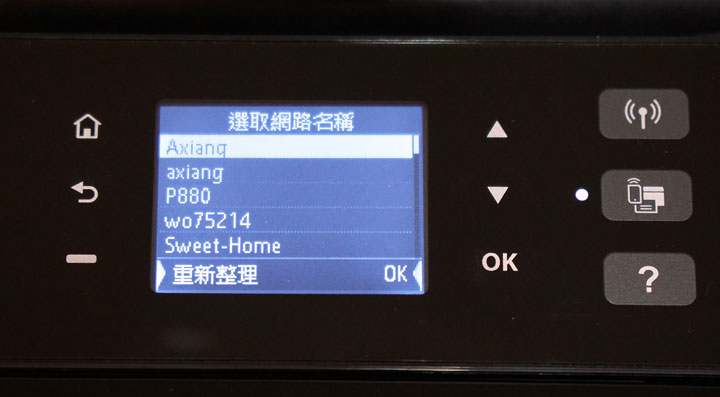 選取網路名稱
Axiang
axiang
P880
wo75214
Sweet-Home
重新整理 OK
OK
?